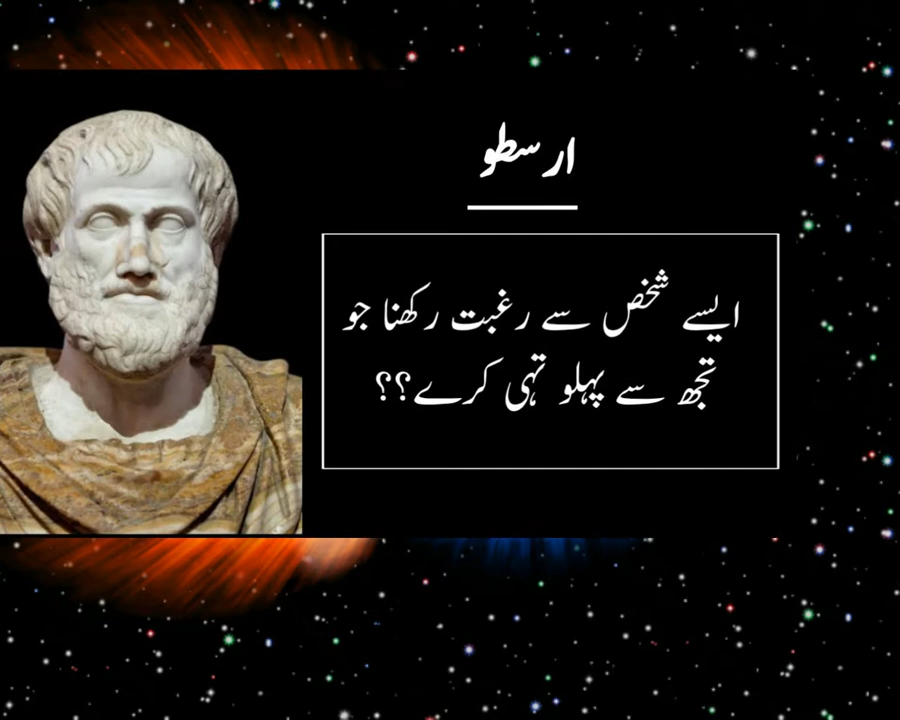 ارسطو
ایسے شخص سے رغبت رکھنا جو
تجھ سے پہلو تہی کرے؟؟